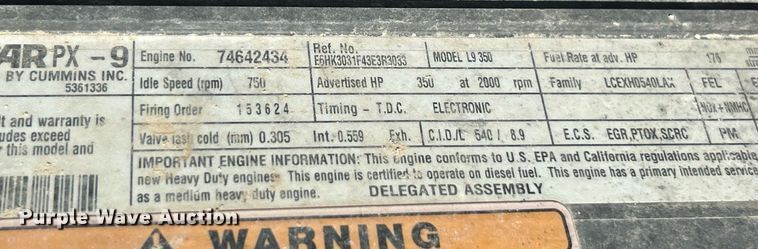 AR PX - 9
BY CUMMINS INC.
5361336
Engine No. 74642434 Ref. No. MODEL L9 350 Fuel Rate at adv. HP 176
Idle Speed (rpm) 750 Advertised HP 350 at 2000 rpm Family LCEXH0540LAX FEL
Firing Order 153624 Timing - T.D.C. ELECTRONIC NOX+NMHC
Valve lash cold (mm) 0.305 Int. 0.559 Exh. C.I.D./L 540 / 8.9 E.C.S. EGR,PTOX,SCRC PM
lt and warranty is
udes exceed
r this model and
IMPORTANT ENGINE INFORMATION: This engine conforms to U.S. EPA and California regulations applicable
new Heavy Duty engines This engine is certified to operate on diesel fuel. This engine has a primary intended service
as a medium heavy duty engine. DELEGATED ASSEMBLY
Purple Wave Auction
WARNING